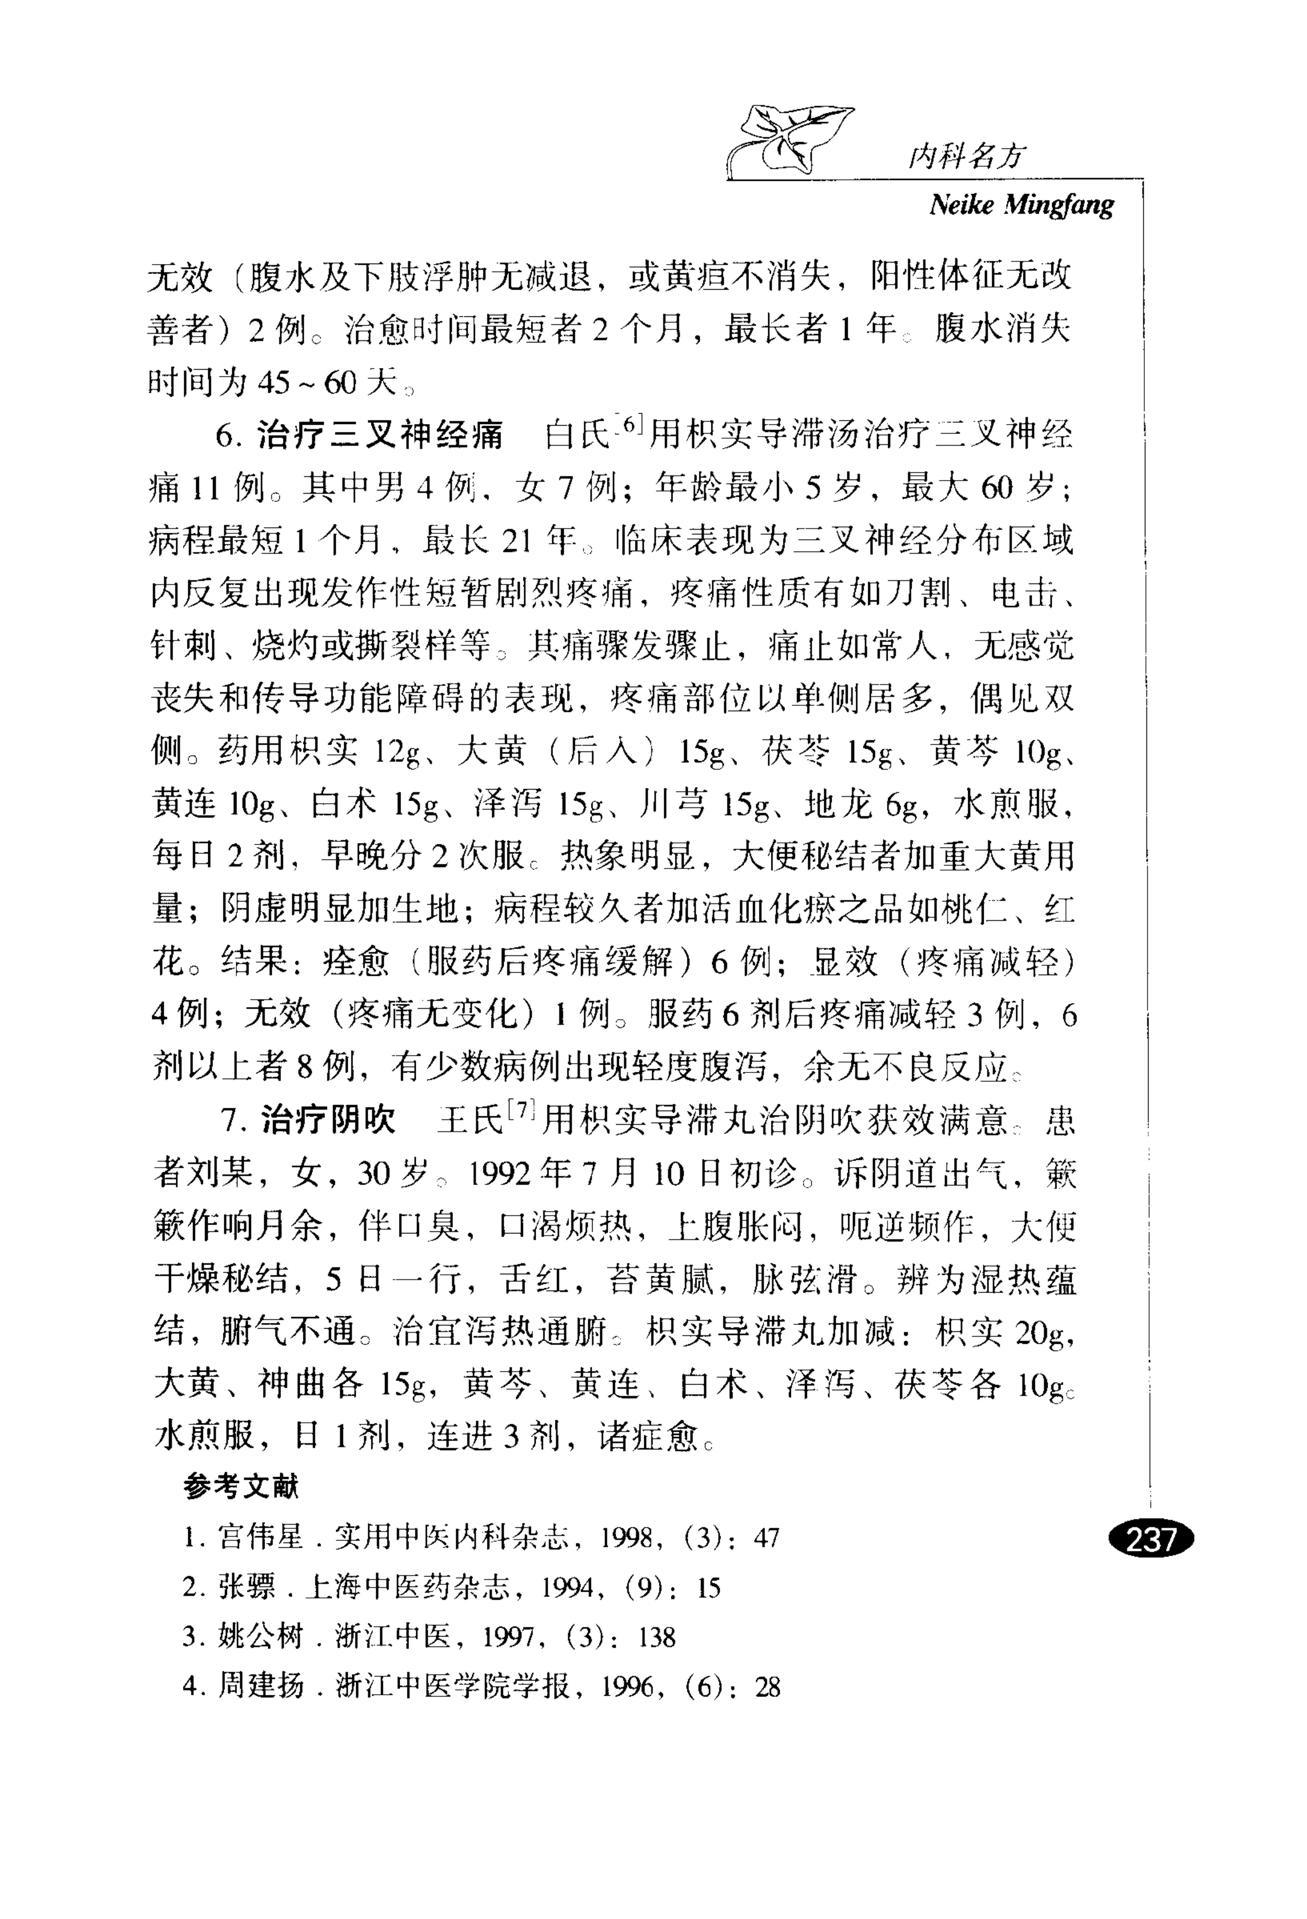 内科名方
Neike Mingfang
无效（腹水及下肢浮肿无减退，或黄疸不消失，阳性体征无改
善者）2例。治愈时间最短者2个月，最长者1年。腹水消失
时间为45～60天。
6. 治疗三叉神经痛　白氏[6]用枳实导滞汤治疗三叉神经
痛11例。其中男4例，女7例；年龄最小5岁，最大60岁；
病程最短1个月，最长21年。临床表现为三叉神经分布区域
内反复出现发作性短暂剧烈疼痛，疼痛性质有如刀割、电击、
针刺、烧灼或撕裂样等。其痛骤发骤止，痛止如常人，无感觉
丧失和传导功能障碍的表现，疼痛部位以单侧居多，偶见双
侧。药用枳实12g、大黄（后入）15g、茯苓15g、黄芩10g、
黄连10g、白术15g、泽泻15g、川芎15g、地龙6g，水煎服，
每日2剂，早晚分2次服。热象明显，大便秘结者加重大黄用
量；阴虚明显加生地；病程较久者加活血化瘀之品如桃仁、红
花。结果：痊愈（服药后疼痛缓解）6例；显效（疼痛减轻）
4例；无效（疼痛无变化）1例。服药6剂后疼痛减轻3例，6
剂以上者8例，有少数病例出现轻度腹泻，余无不良反应。
7. 治疗阴吹　王氏[7]用枳实导滞丸治阴吹获效满意。患
者刘某，女，30岁。1992年7月10日初诊。诉阴道出气，簌
簌作响月余，伴口臭，口渴烦热，上腹胀闷，呃逆频作，大便
干燥秘结，5日一行，舌红，苔黄腻，脉弦滑。辨为湿热蕴
结，腑气不通。治宜泻热通腑。枳实导滞丸加减：枳实20g，
大黄、神曲各15g，黄芩、黄连、白术、泽泻、茯苓各10g。
水煎服，日1剂，连进3剂，诸症愈。
参考文献
1. 宫伟星．实用中医内科杂志，1998，（3）：47
2. 张骠．上海中医药杂志，1994，（9）：15
3. 姚公树．浙江中医，1997，（3）：138
4. 周建扬．浙江中医学院学报，1996，（6）：28
237